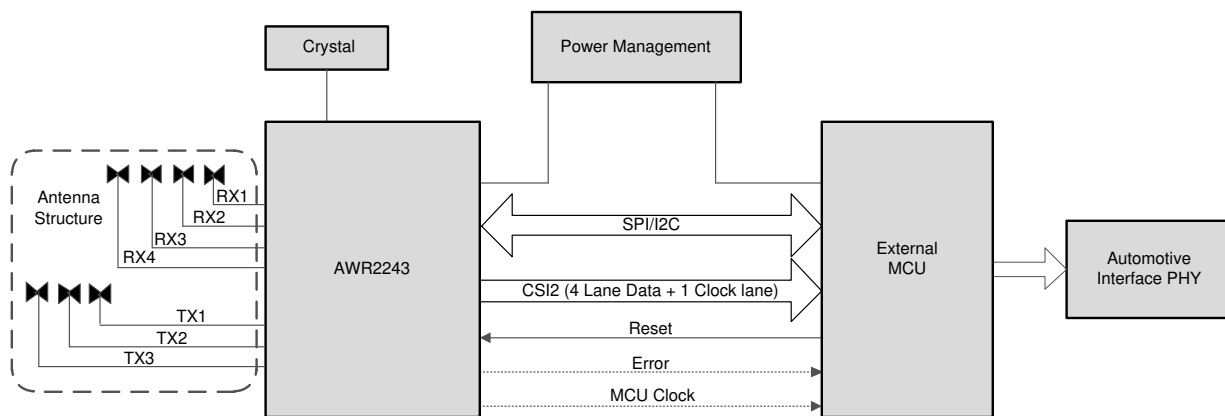 Crystal
Power Management
Antenna
Structure
RX1
RX2
RX3
RX4
TX1
TX2
TX3
AWR2243
SPI/I2C
CSI2 (4 Lane Data + 1 Clock lane)
Reset
Error
MCU Clock
External
MCU
Automotive
Interface PHY